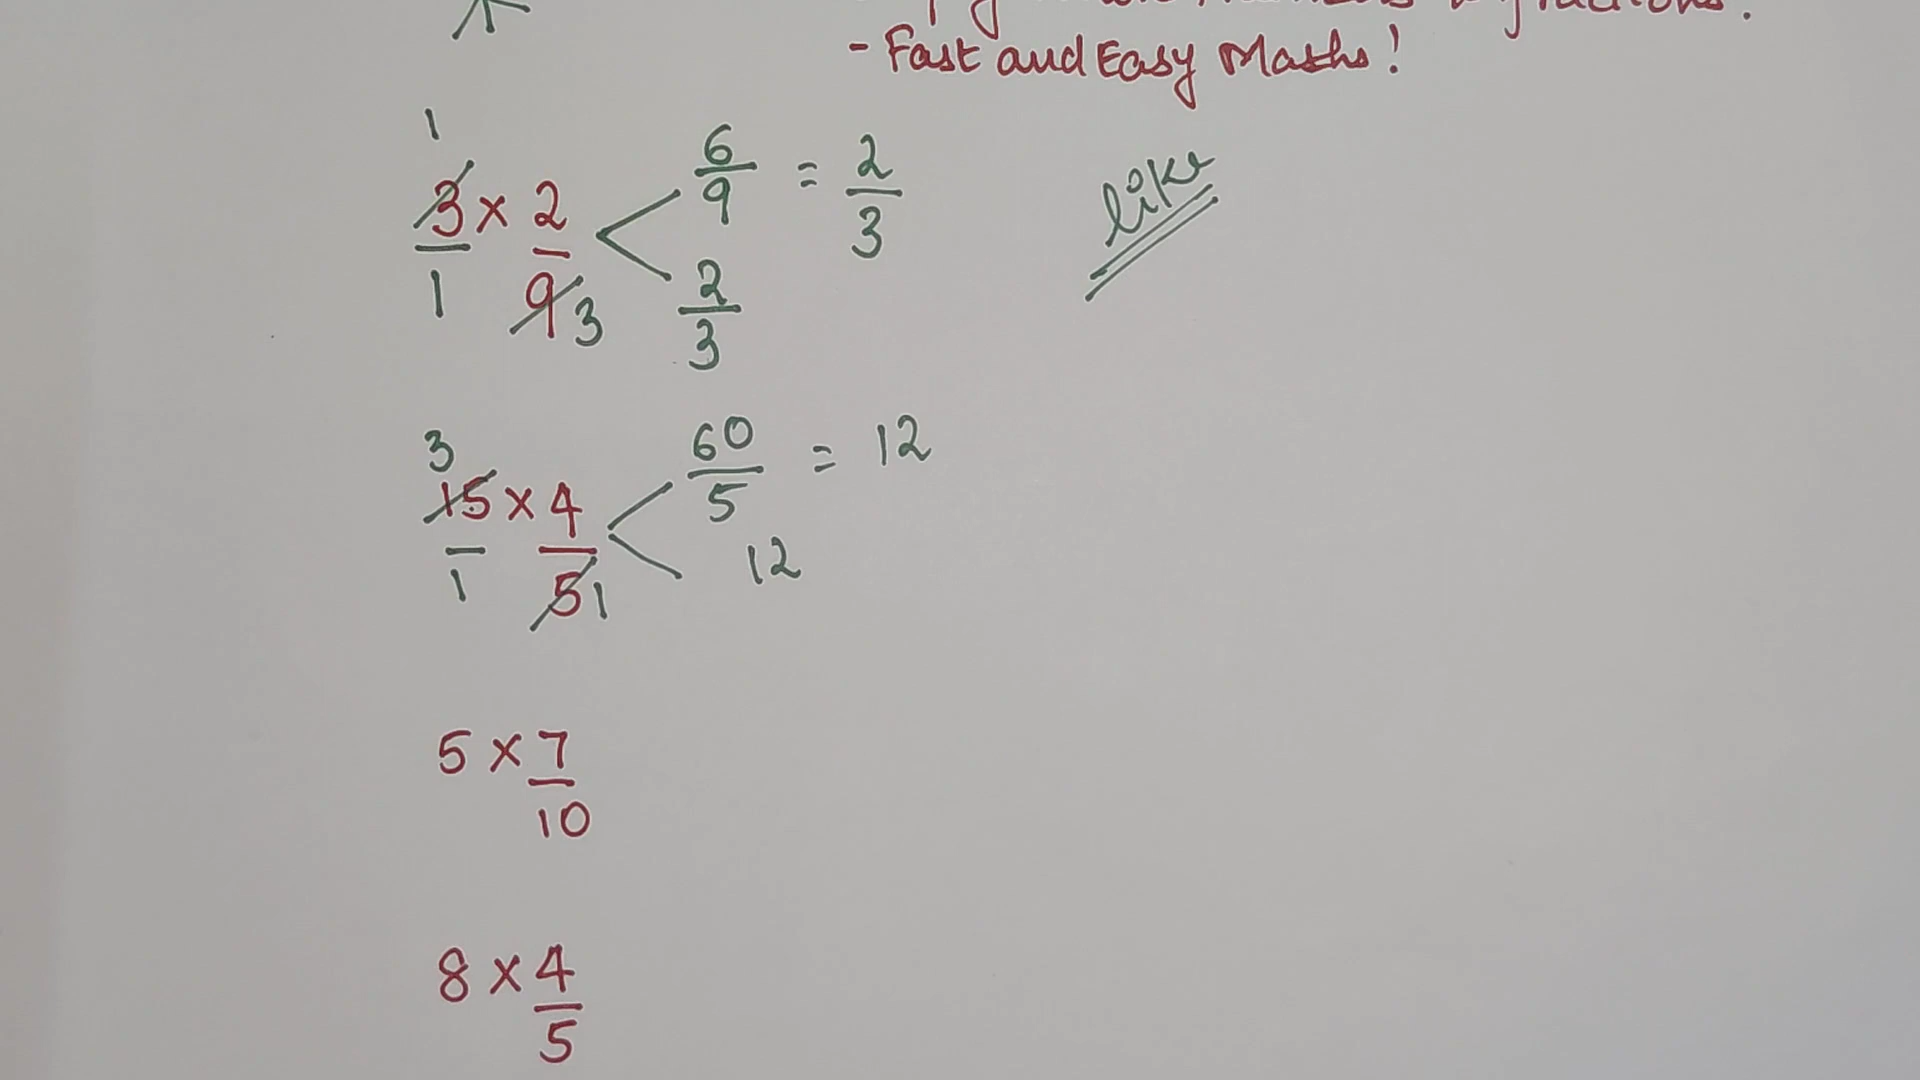 fractions.
- Fast and Easy Maths!
like
1
3 × 2 6 = 2
1 9 3 9 3
2
3
3
15 × 4 60 = 12
1 5 1 5
12
5 × 7
10
8 × 4
5